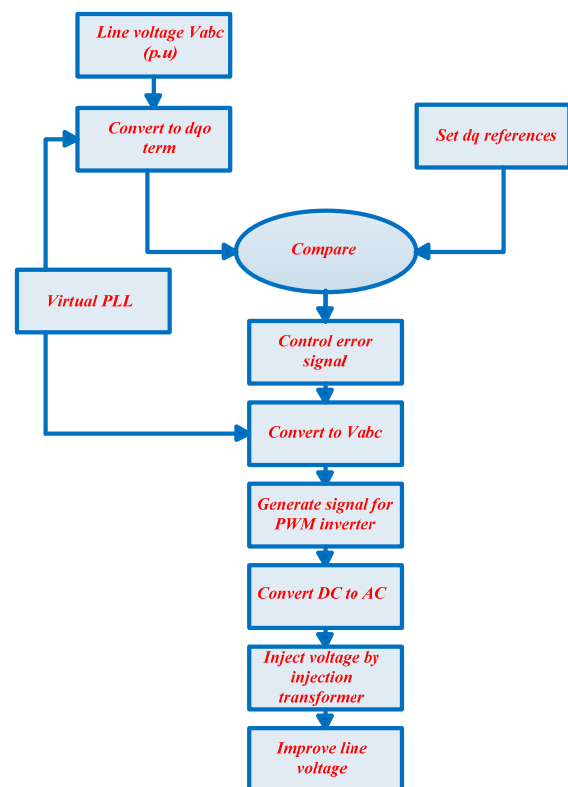 Line voltage Vabc
(p.u)
Convert to dqo
term
Set dq references
Compare
Virtual PLL
Control error
signal
Convert to Vabc
Generate signal for
PWM inverter
Convert DC to AC
Inject voltage by
injection
transformer
Improve line
voltage